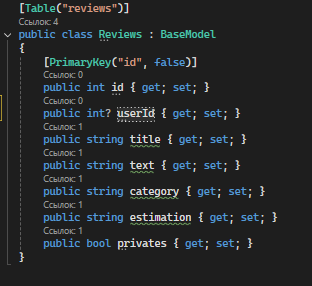 [Table("reviews")]
Ссылок: 4
public class Reviews : BaseModel
{
[PrimaryKey("id", false)]
Ссылок: 0
public int id { get; set; }
Ссылок: 0
public int? userId { get; set; }
Ссылок: 1
public string title { get; set; }
Ссылок: 1
public string text { get; set; }
Ссылок: 1
public string category { get; set; }
Ссылок: 1
public string estimation { get; set; }
Ссылок: 1
public bool privates { get; set; }
}